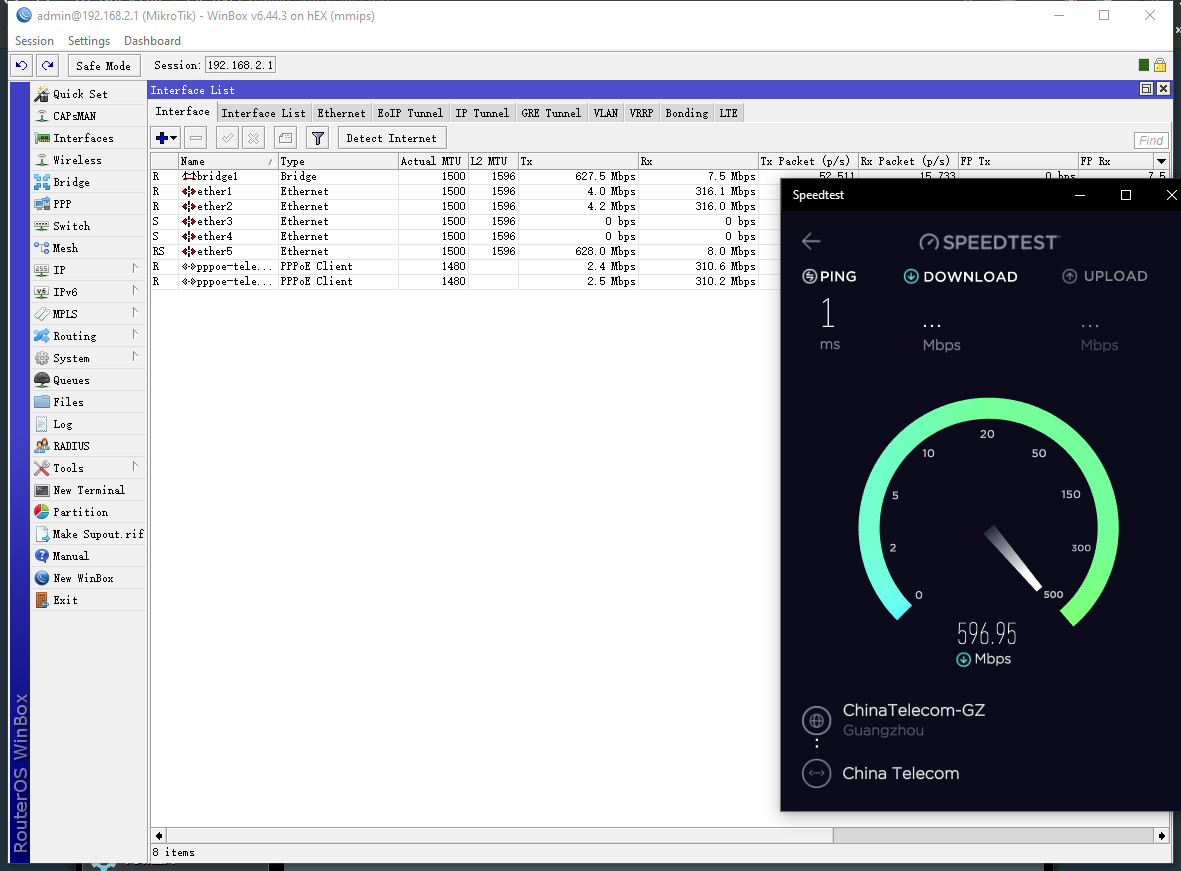 admin@192.168.2.1 (MikroTik) - WinBox v6.44.3 on hEX (mmips)
Session Settings Dashboard
Safe Mode Session: 192.168.2.1
Quick Set
CAPsMAN
Interfaces
Wireless
Bridge
PPP
Switch
Mesh
IP
IPv6
MPLS
Routing
System
Queues
Files
Log
RADIUS
Tools
New Terminal
Partition
Make Supout.rif
Manual
New WinBox
Exit
RouterOS WinBox
Interface List
Interface Interface List Ethernet EoIP Tunnel IP Tunnel GRE Tunnel VLAN VRRP Bonding LTE
Detect Internet Find
Name Type Actual MTU L2 MTU Tx Rx Tx Packet (p/s) Rx Packet (p/s) FP Tx FP Rx
R bridge1 Bridge 1500 1596 627.5 Mbps 7.5 Mbps 52 511 15 733 0 bps 7.5
R ether1 Ethernet 1500 1596 4.0 Mbps 316.1 Mbps
R ether2 Ethernet 1500 1596 4.2 Mbps 316.0 Mbps
S ether3 Ethernet 1500 1596 0 bps 0 bps
S ether4 Ethernet 1500 1596 0 bps 0 bps
RS ether5 Ethernet 1500 1596 628.0 Mbps 8.0 Mbps
R pppoe-tele... PPPoE Client 1480 2.4 Mbps 310.6 Mbps
R pppoe-tele... PPPoE Client 1480 2.5 Mbps 310.2 Mbps
8 items
Speedtest
SPEEDTEST
PING DOWNLOAD UPLOAD
1 ... ...
ms Mbps Mbps
0
2
5
10
20
50
150
300
500
596.95
Mbps
ChinaTelecom-GZ
Guangzhou
China Telecom